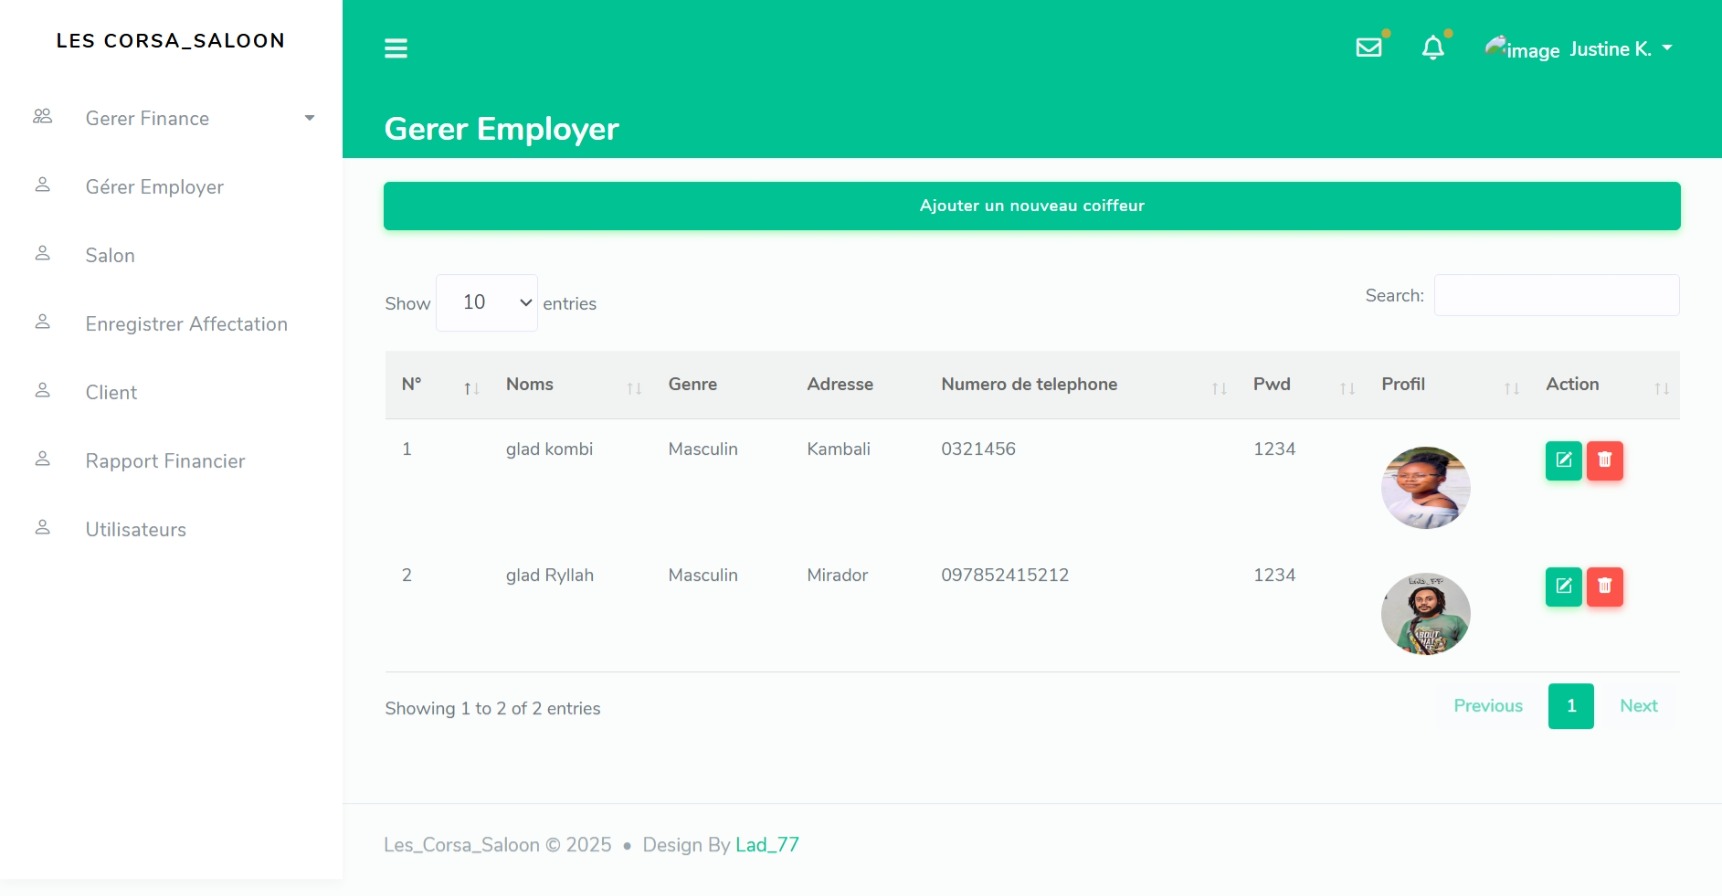 LES CORSA_SALOON
image Justine K.
Gerer Finance
Gérer Employer
Salon
Enregistrer Affectation
Client
Rapport Financier
Utilisateurs
Gerer Employer
Ajouter un nouveau coiffeur
Show 10 entries
Search:
N° Noms Genre Adresse Numero de telephone Pwd Profil Action
1 glad kombi Masculin Kambali 0321456 1234
2 glad Ryllah Masculin Mirador 097852415212 1234
Showing 1 to 2 of 2 entries
Previous 1 Next
Les_Corsa_Saloon © 2025 • Design By Lad_77